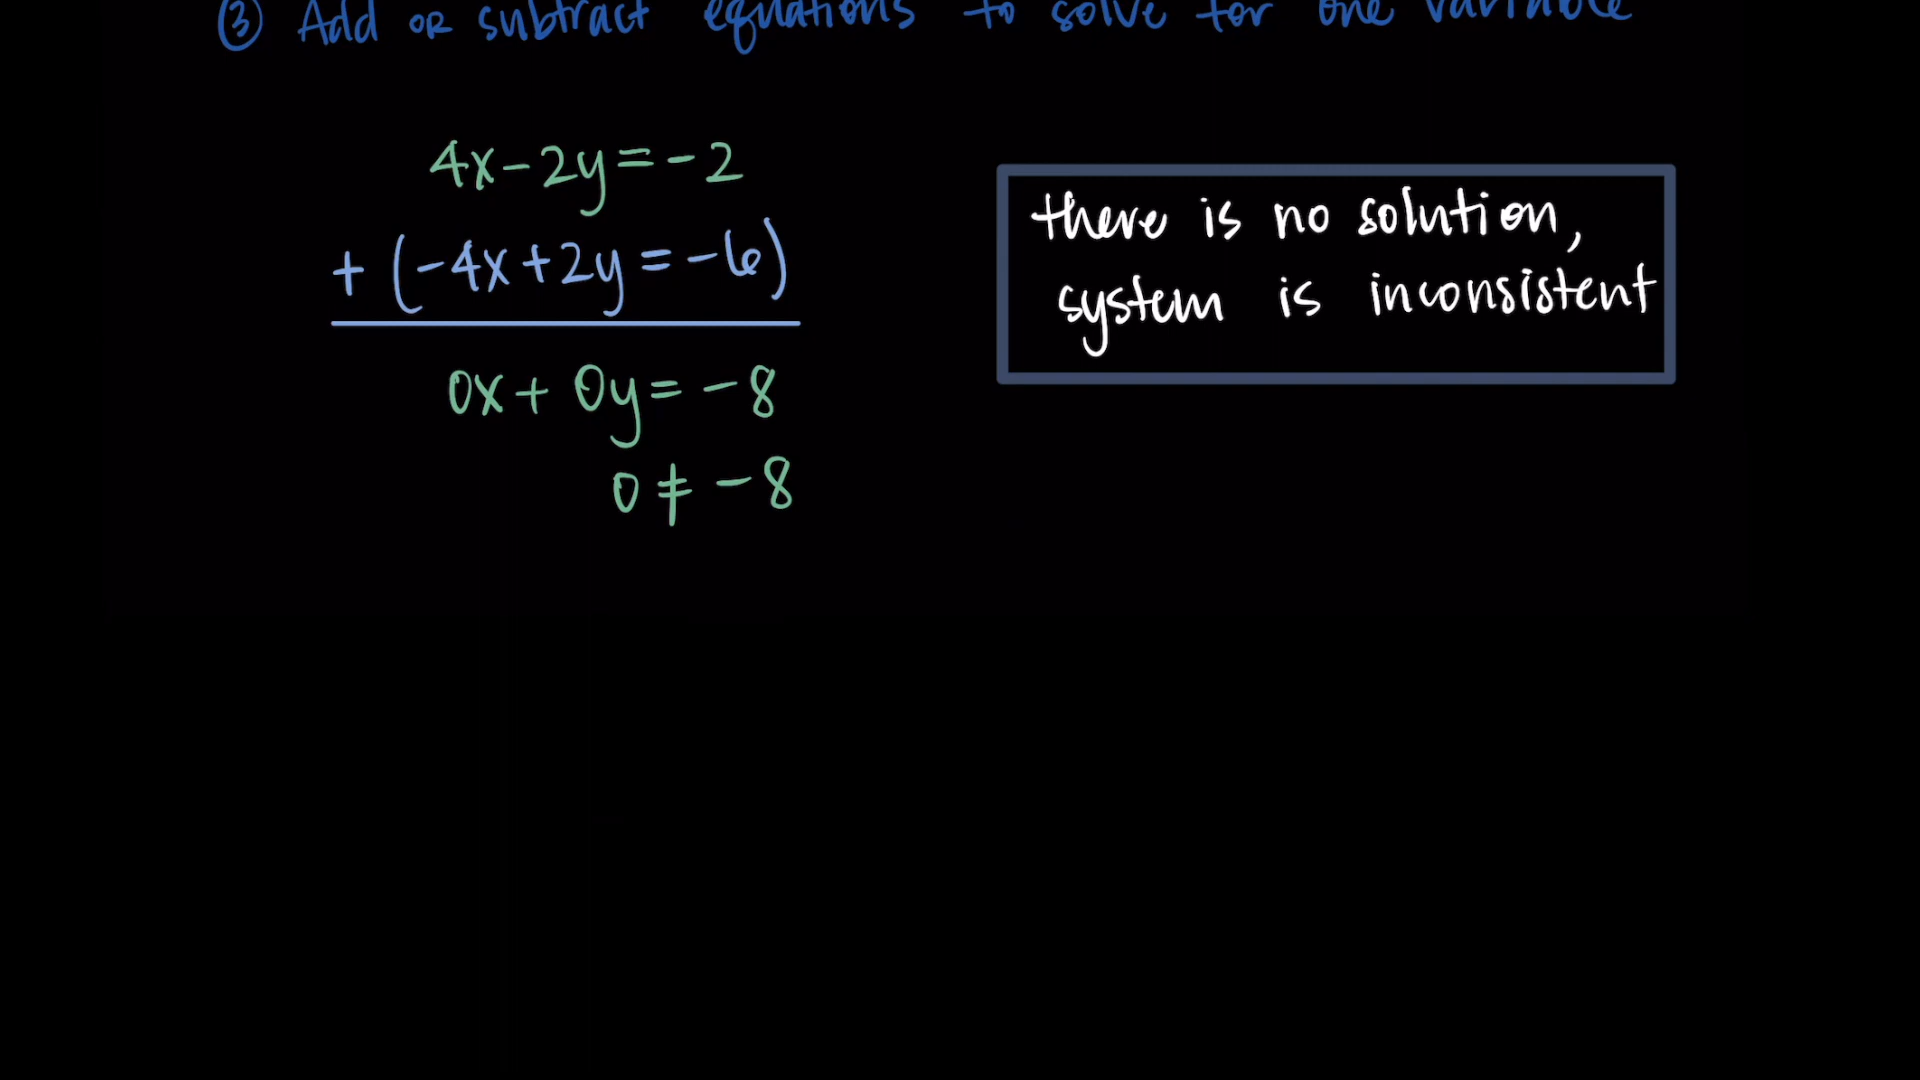 ③ Add OR subtract equations to solve for one variable
4x-2y=-2
+ (-4x+2y=-6)
0x+ 0y= -8
0 ≠ -8
there is no solution,
system is inconsistent